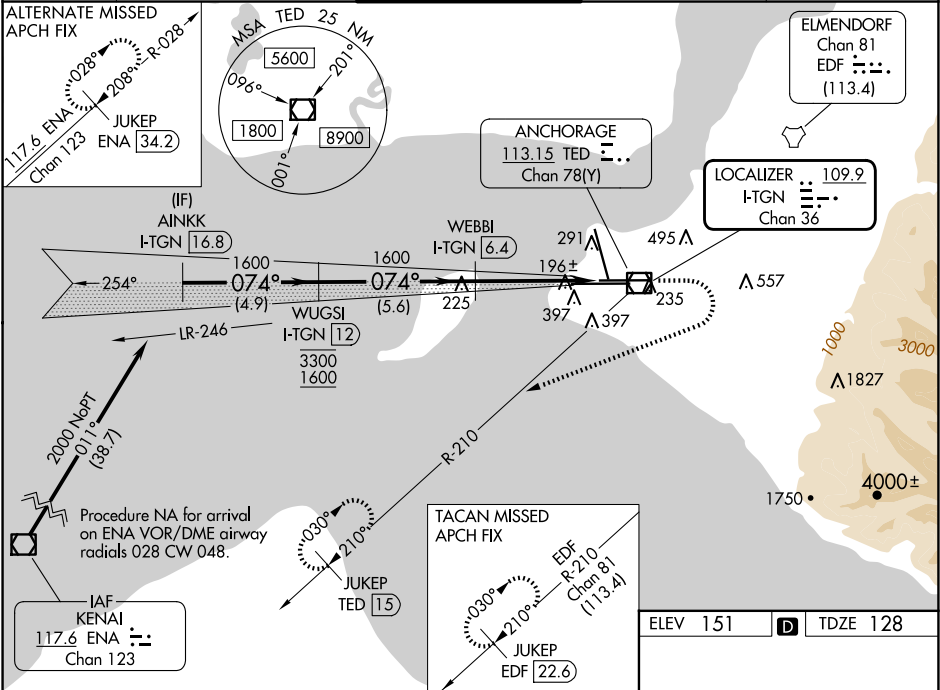 ALTERNATE MISSED
APCH FIX
028°
208°
R-028
117.6 ENA
Chan 123
JUKEP
ENA 34.2
MSA TED 25 NM
5600
096°
201°
1800
8900
001°
ELMENDORF
Chan 81
EDF
(113.4)
ANCHORAGE
113.15 TED
Chan 78(Y)
LOCALIZER 109.9
I-TGN
Chan 36
(IF)
AINKK
I-TGN 16.8
WEBBI
I-TGN 6.4
291
495
254°
1600
074°
(4.9)
1600
074°
(5.6)
196±
225
235
557
397
397
WUGSI
I-TGN 12
3300
1600
LR-246
1000
3000
1827
2000 NoPT
011°
(38.7)
R-210
4000±
1750
Procedure NA for arrival
on ENA VOR/DME airway
radials 028 CW 048.
030°
210°
JUKEP
TED 15
TACAN MISSED
APCH FIX
EDF
R-210
Chan 81
(113.4)
030°
210°
JUKEP
EDF 22.6
IAF
KENAI
117.6 ENA
Chan 123
ELEV 151 D TDZE 128